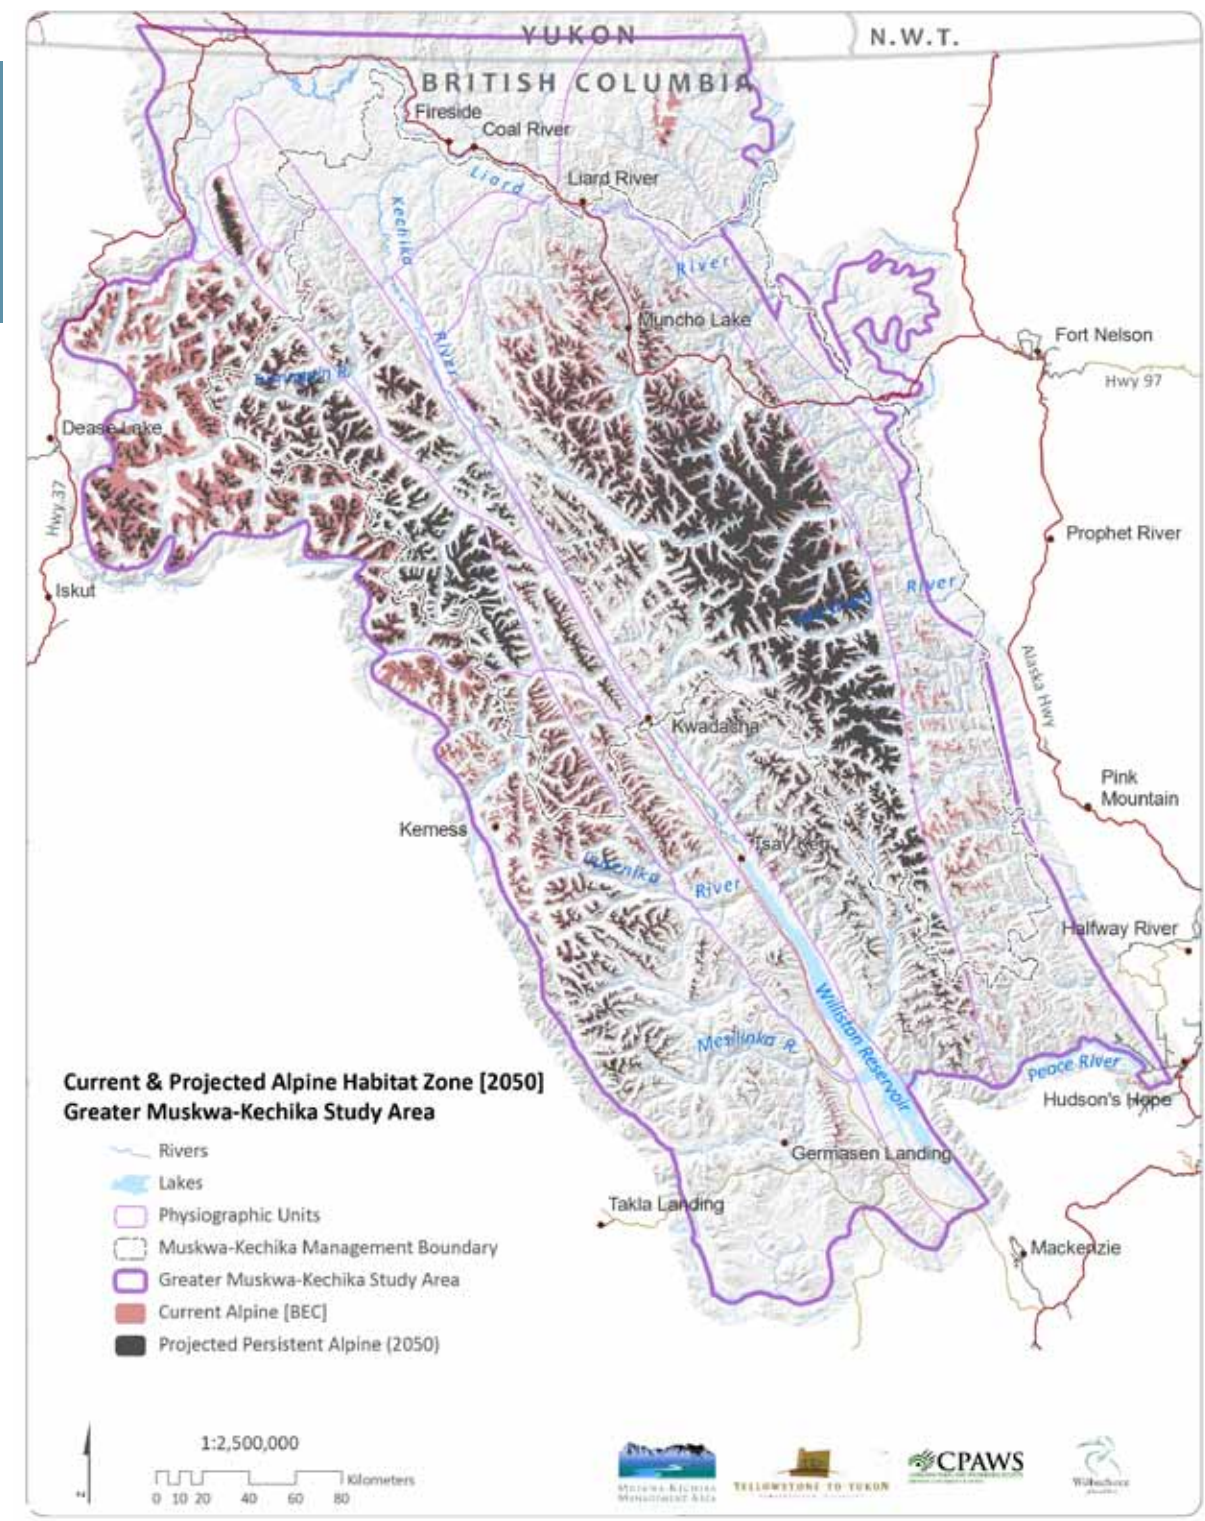 YUKON
N.W.T.
BRITISH COLUMBIA
Fireside
Coal River
Liard
Liard River
Kechika
River
Muncho Lake
River
Fort Nelson
Hwy 97
Dease Lake
Hwy 37
Prophet River
Iskut
River
Alaska Hwy
Kwadacha
Pink
Mountain
Kemess
Tsay Keh
River
Halfway River
Williston Reservoir
Mesilinka R.
Peace River
Hudson's Hope
Current & Projected Alpine Habitat Zone [2050]
Greater Muskwa-Kechika Study Area
Rivers
Lakes
Physiographic Units
Muskwa-Kechika Management Boundary
Greater Muskwa-Kechika Study Area
Current Alpine [BEC]
Projected Persistent Alpine (2050)
Germasen Landing
Takla Landing
Mackenzie
1:2,500,000
Kilometers
0 10 20 40 60 80
z
MUSKWA-KECHIKA
MANAGEMENT AREA
YELLOWSTONE TO YUKON
CPAWS